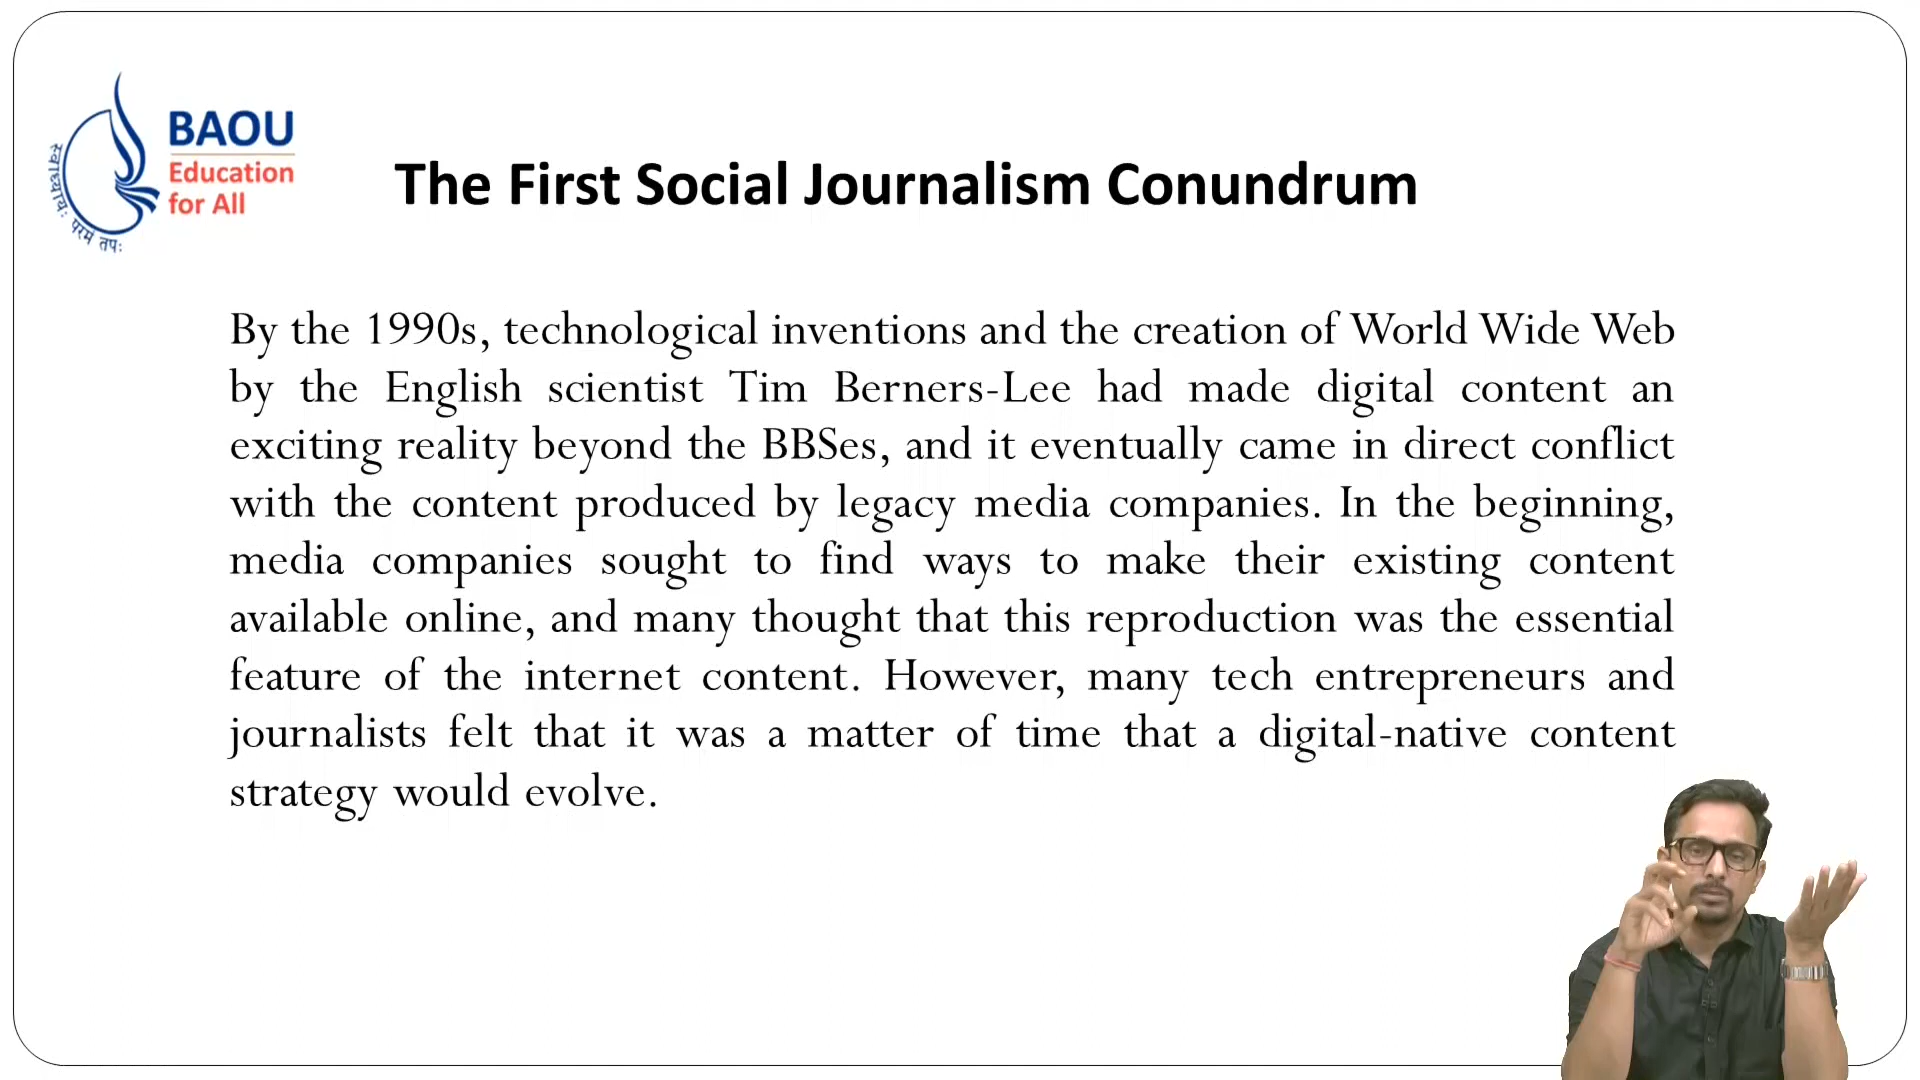 BAOU
Education
for All
स्वाध्यायः परमं तपः
The First Social Journalism Conundrum
By the 1990s, technological inventions and the creation of World Wide Web
by the English scientist Tim Berners-Lee had made digital content an
exciting reality beyond the BBSes, and it eventually came in direct conflict
with the content produced by legacy media companies. In the beginning,
media companies sought to find ways to make their existing content
available online, and many thought that this reproduction was the essential
feature of the internet content. However, many tech entrepreneurs and
journalists felt that it was a matter of time that a digital-native content
strategy would evolve.